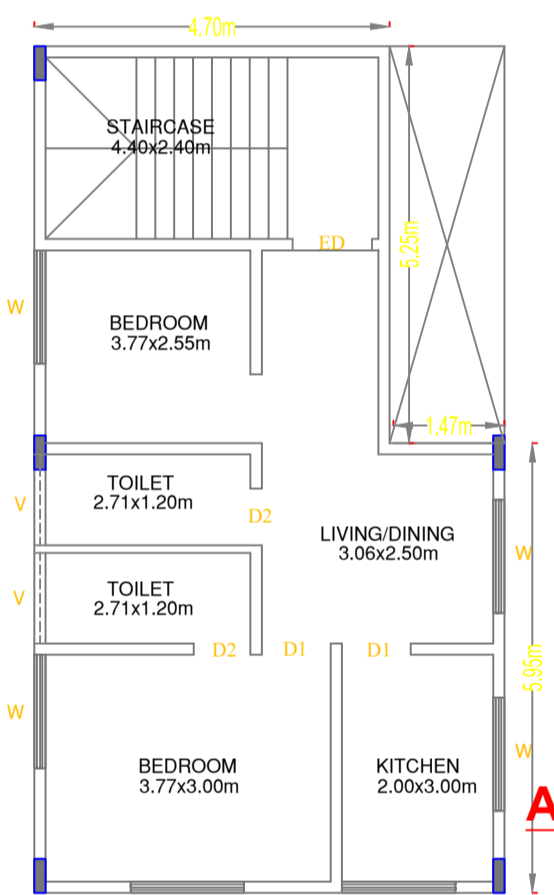 4.70m
STAIRCASE
4.40x2.40m
ED
5.25m
W
BEDROOM
3.77x2.55m
1.47m
TOILET
2.71x1.20m
V
D2
LIVING/DINING
3.06x2.50m
W
TOILET
2.71x1.20m
V
D2
D1
D1
5.95m
W
W
BEDROOM
3.77x3.00m
KITCHEN
2.00x3.00m
A